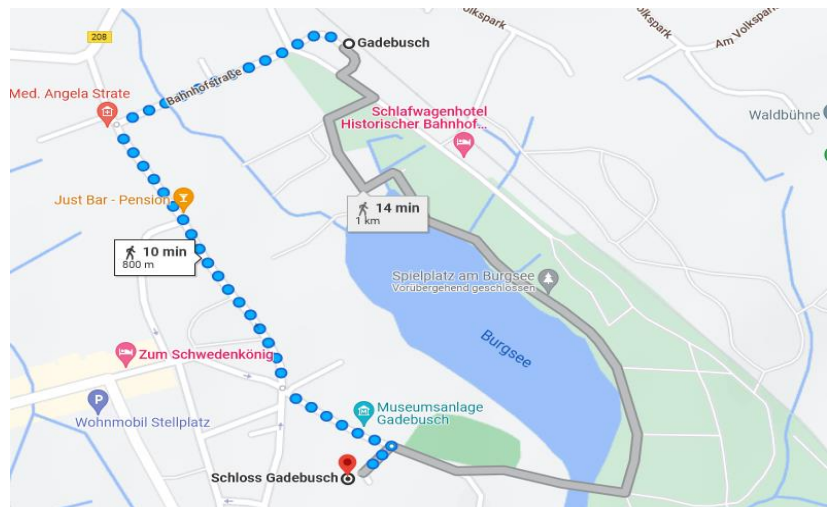 Volkspark
Am Volkspark
208
Gadebusch
Bahnhofstraße
Med. Angela Strate
Schlafwagenhotel
Historischer Bahnhof...
Waldbühne
Just Bar - Pension
14 min
1 km
10 min
800 m
Spielplatz am Burgsee
Vorübergehend geschlossen
Burgsee
Zum Schwedenkönig
P
Wohnmobil Stellplatz
Museumsanlage
Gadebusch
Schloss Gadebusch